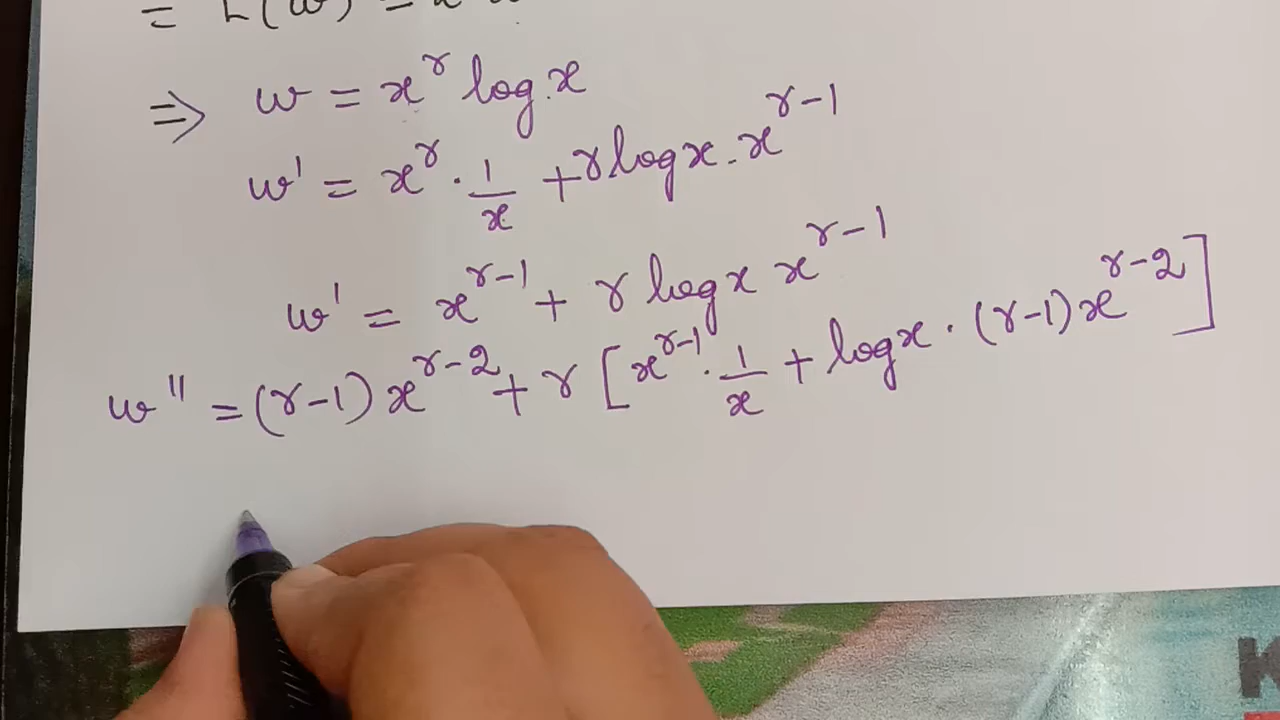 = L(w) = x
⇒ w = x^r log x
w' = x^r · 1/x + r log x · x^{r-1}
w' = x^{r-1} + r log x x^{r-1}
w'' = (r-1) x^{r-2} + r [x^{r-1} · 1/x + log x · (r-1) x^{r-2}]
K